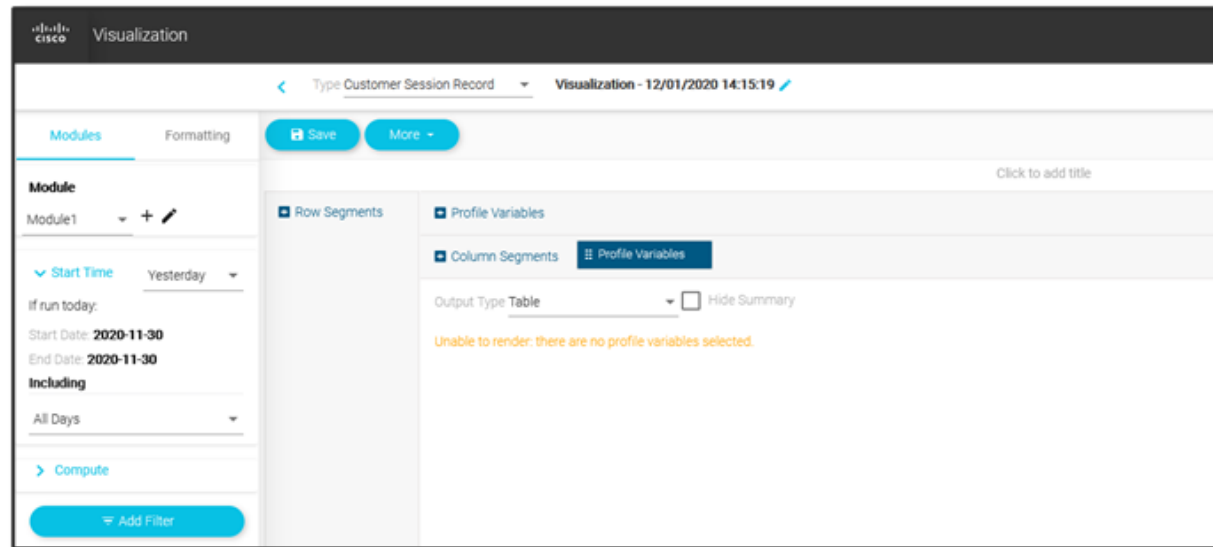 cisco Visualization
Type Customer Session Record Visualization - 12/01/2020 14:15:19
Modules Formatting
Save More
Click to add title
Module
Module1
Row Segments
Profile Variables
Column Segments Profile Variables
Start Time Yesterday
If run today:
Start Date: 2020-11-30
End Date: 2020-11-30
Including
All Days
Output Type Table Hide Summary
Unable to render: there are no profile variables selected.
Compute
Add Filter